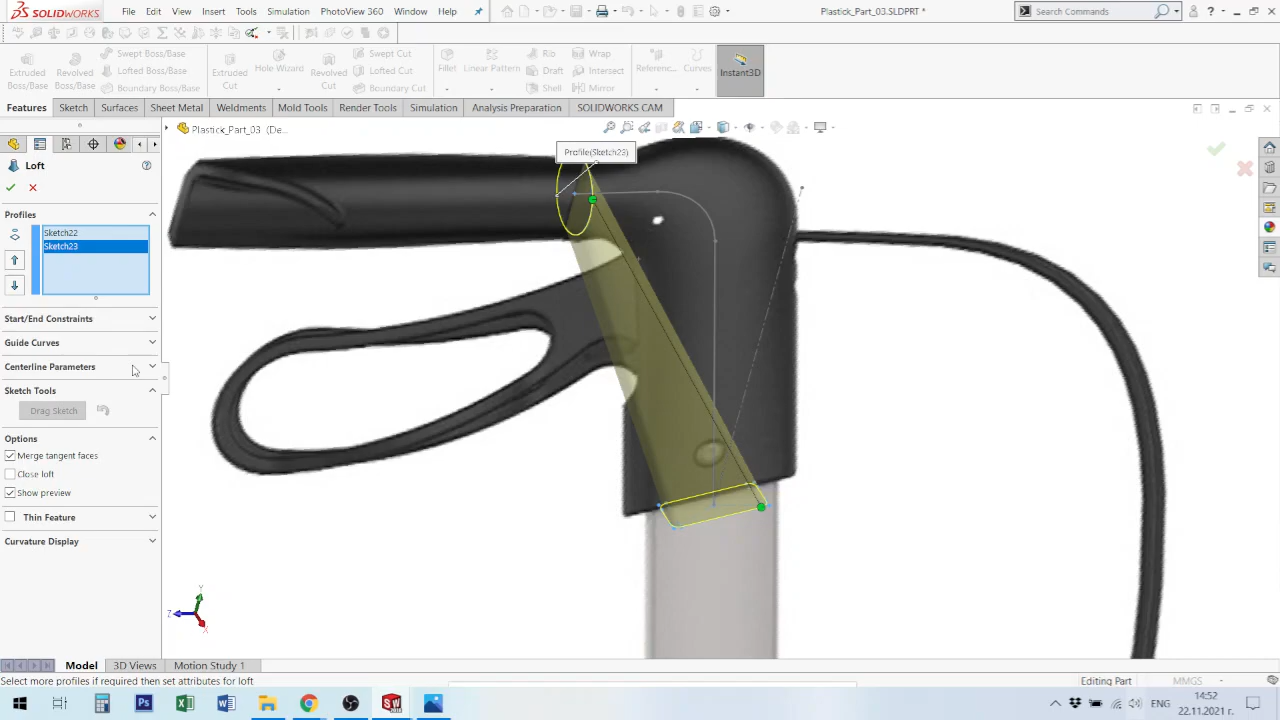 SOLIDWORKS File Edit View Insert Tools Simulation PhotoView 360 Window Help Plastick_Part_03.SLDPRT * Search Commands
Extruded Boss/Base
Revolved Boss/Base
Swept Boss/Base
Lofted Boss/Base
Boundary Boss/Base
Extruded Cut
Hole Wizard
Revolved Cut
Swept Cut
Lofted Cut
Boundary Cut
Fillet
Linear Pattern
Rib
Draft
Shell
Wrap
Intersect
Mirror
Referenc...
Curves
Instant3D
Features Sketch Surfaces Sheet Metal Weldments Mold Tools Render Tools Simulation Analysis Preparation SOLIDWORKS CAM
Plastick_Part_03 (De...
Profile(Sketch23)
Loft
Profiles
Sketch22
Sketch23
Start/End Constraints
Guide Curves
Centerline Parameters
Sketch Tools
Drag Sketch
Options
Merge tangent faces
Close loft
Show preview
Thin Feature
Curvature Display
Y
Z
X
Model 3D Views Motion Study 1
Select more profiles if required then set attributes for loft Editing Part MMGS
ENG 14:52
22.11.2021 г.